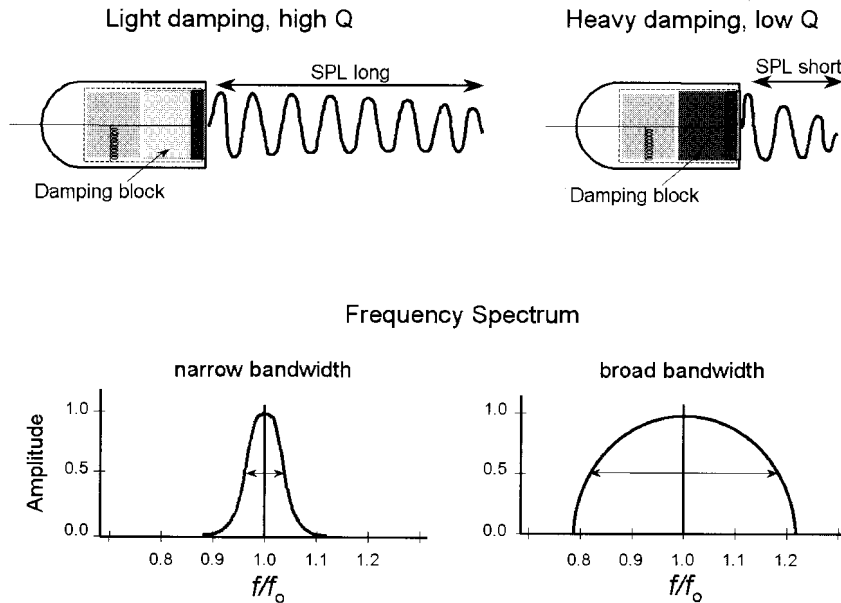 Light damping, high Q
Heavy damping, low Q
SPL long
SPL short
Damping block
Damping block
Frequency Spectrum
narrow bandwidth
broad bandwidth
Amplitude
1.0
0.5
0.0
0.8 0.9 1.0 1.1 1.2
f/fo
1.0
0.5
0.0
0.8 0.9 1.0 1.1 1.2
f/fo